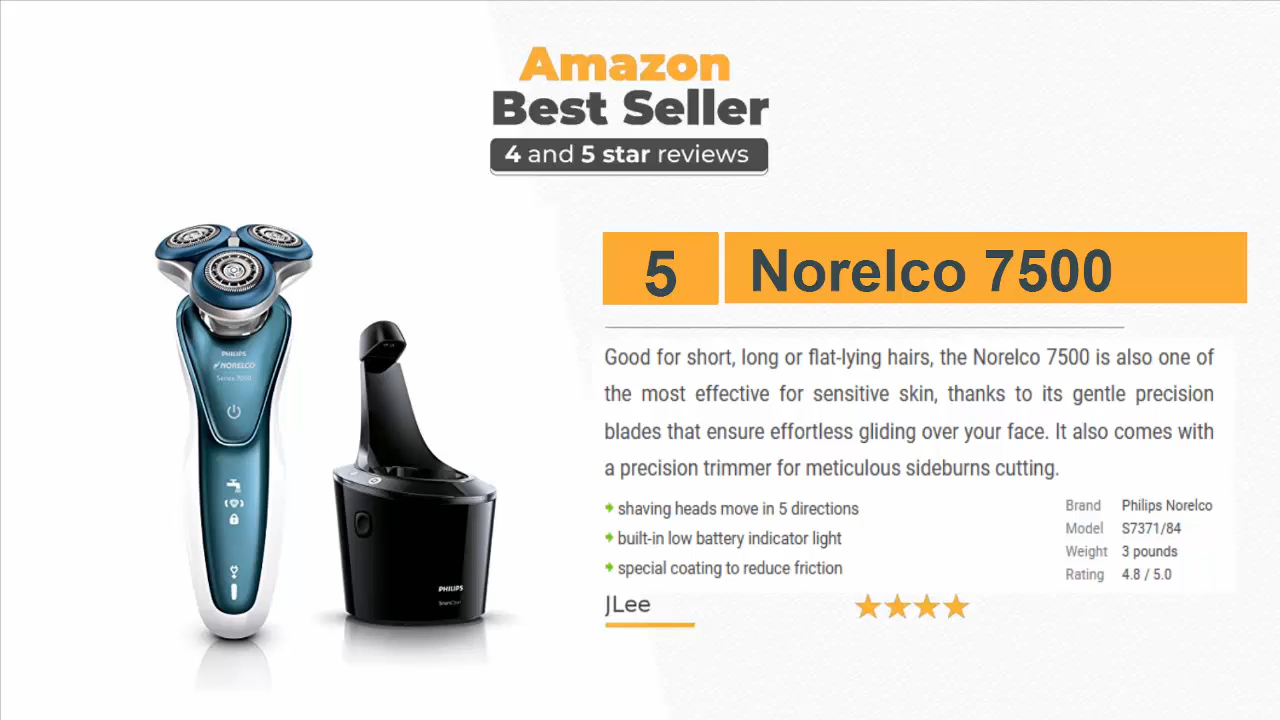 Amazon
Best Seller
4 and 5 star reviews
5 Norelco 7500
Good for short, long or flat-lying hairs, the Norelco 7500 is also one of
the most effective for sensitive skin, thanks to its gentle precision
blades that ensure effortless gliding over your face. It also comes with
a precision trimmer for meticulous sideburns cutting.
shaving heads move in 5 directions
built-in low battery indicator light
special coating to reduce friction
Brand Philips Norelco
Model S7371/84
Weight 3 pounds
Rating 4.8 / 5.0
JLee
PHILIPS
NORELCO
PHILIPS